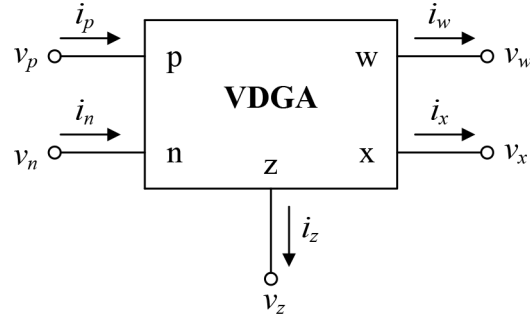 i_p i_w
v_p p w v_w
VDGA
i_n i_x
v_n n x v_x
z
i_z
v_z